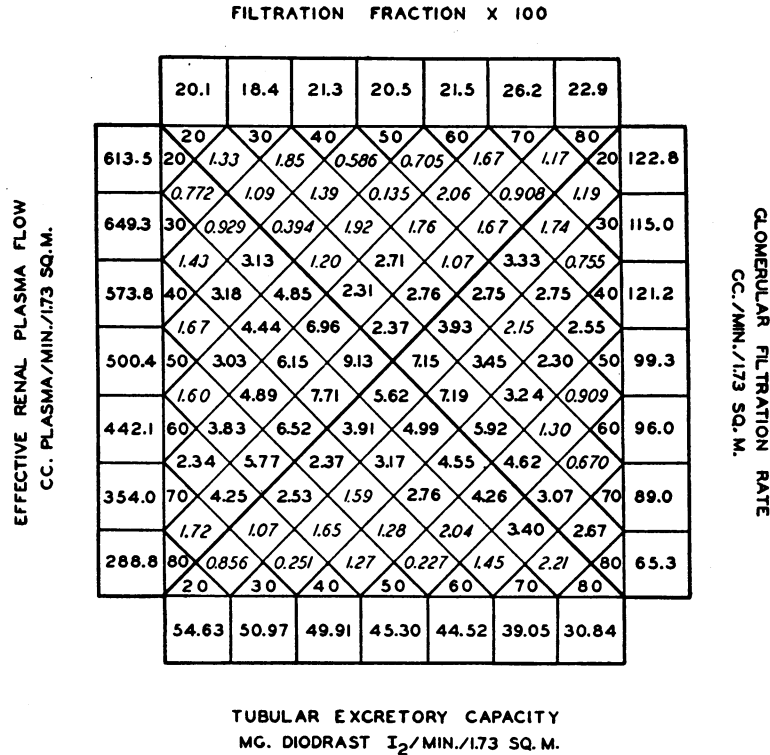 FILTRATION FRACTION X 100
20.1 18.4 21.3 20.5 21.5 26.2 22.9
20 30 40 50 60 70 80
613.5 20 1.33 1.85 0.586 0.705 1.67 1.17 20 122.8
0.772 1.09 1.39 0.135 2.06 0.908 1.19
649.3 30 0.929 0.394 1.92 1.76 1.67 1.74 30 115.0
1.43 3.13 1.20 2.71 1.07 3.33 0.755
573.8 40 3.18 4.85 2.31 2.76 2.75 2.75 40 121.2
1.67 4.44 6.96 2.37 3.93 2.15 2.55
500.4 50 3.03 6.15 9.13 7.15 3.45 2.30 50 99.3
1.60 4.89 7.71 5.62 7.19 3.24 0.909
442.1 60 3.83 6.52 3.91 4.99 5.92 1.30 60 96.0
2.34 5.77 2.37 3.17 4.55 4.62 0.670
354.0 70 4.25 2.53 1.59 2.76 4.26 3.07 70 89.0
1.72 1.07 1.65 1.28 2.04 3.40 2.67
288.8 80 0.856 0.251 1.27 0.227 1.45 2.21 80 65.3
20 30 40 50 60 70 80
54.63 50.97 49.91 45.30 44.52 39.05 30.84
EFFECTIVE RENAL PLASMA FLOW
CC. PLASMA/MIN./1.73 SQ. M.
GLOMERULAR FILTRATION RATE
CC./MIN./1.73 SQ. M.
TUBULAR EXCRETORY CAPACITY
MG. DIODRAST I2/MIN./1.73 SQ. M.